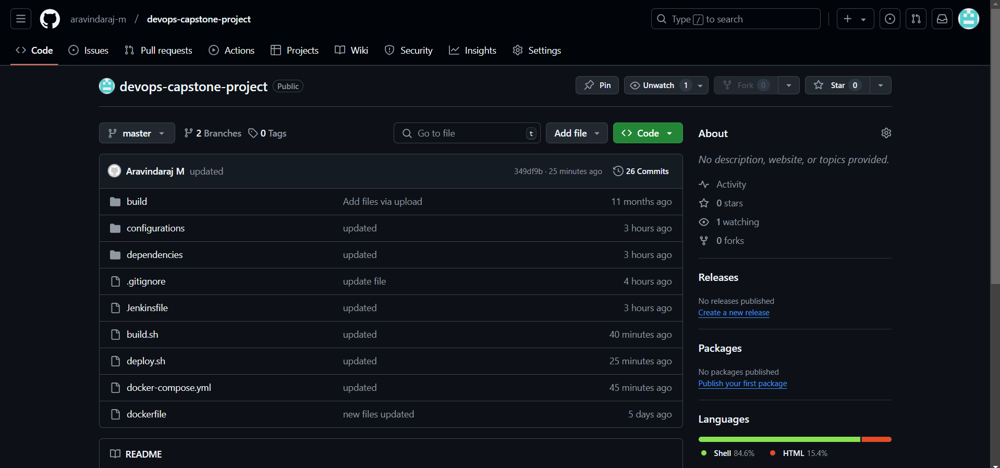 aravindaraj-m / devops-capstone-project
Type / to search
Code Issues Pull requests Actions Projects Wiki Security Insights Settings
devops-capstone-project Public
Pin Unwatch 1 Fork 0 Star 0
master 2 Branches 0 Tags
Go to file t Add file Code
Aravindaraj M updated 349df9b · 25 minutes ago 26 Commits
build Add files via upload 11 months ago
configurations updated 3 hours ago
dependencies updated 3 hours ago
.gitignore update file 4 hours ago
Jenkinsfile updated 3 hours ago
build.sh updated 40 minutes ago
deploy.sh updated 25 minutes ago
docker-compose.yml updated 45 minutes ago
dockerfile new files updated 5 days ago
README
About
No description, website, or topics provided.
Activity
0 stars
1 watching
0 forks
Releases
No releases published
Create a new release
Packages
No packages published
Publish your first package
Languages
Shell 84.6% HTML 15.4%